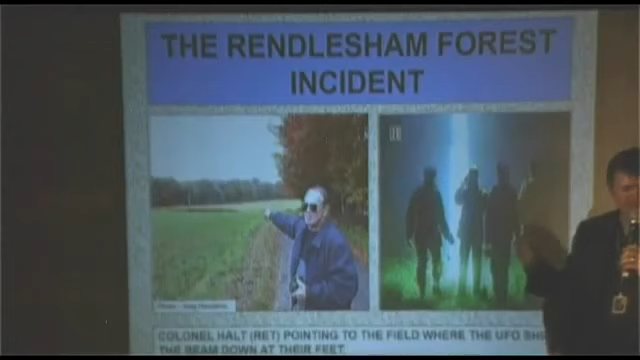 THE RENDLESHAM FOREST
INCIDENT
COLONEL HALT (RET) POINTING TO THE FIELD WHERE THE UFO
THE BEAM DOWN AT THEIR FEET.